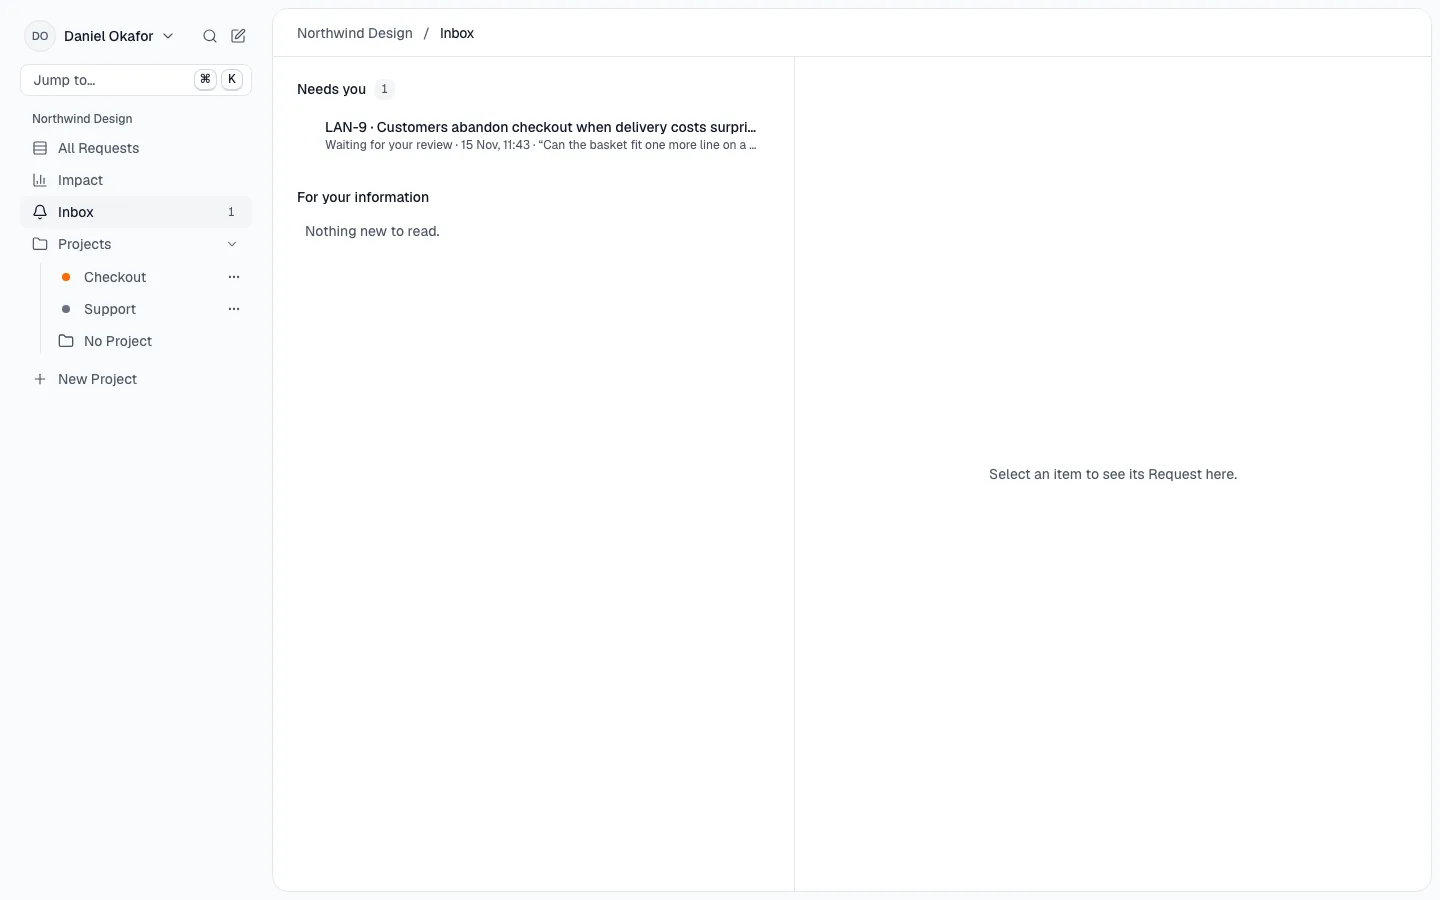 DO Daniel Okafor
Jump to... ⌘ K
Northwind Design
All Requests
Impact
Inbox 1
Projects
Checkout
Support
No Project
New Project
Northwind Design / Inbox
Needs you 1
LAN-9 · Customers abandon checkout when delivery costs surpri...
Waiting for your review · 15 Nov, 11:43 · “Can the basket fit one more line on a ...
For your information
Nothing new to read.
Select an item to see its Request here.